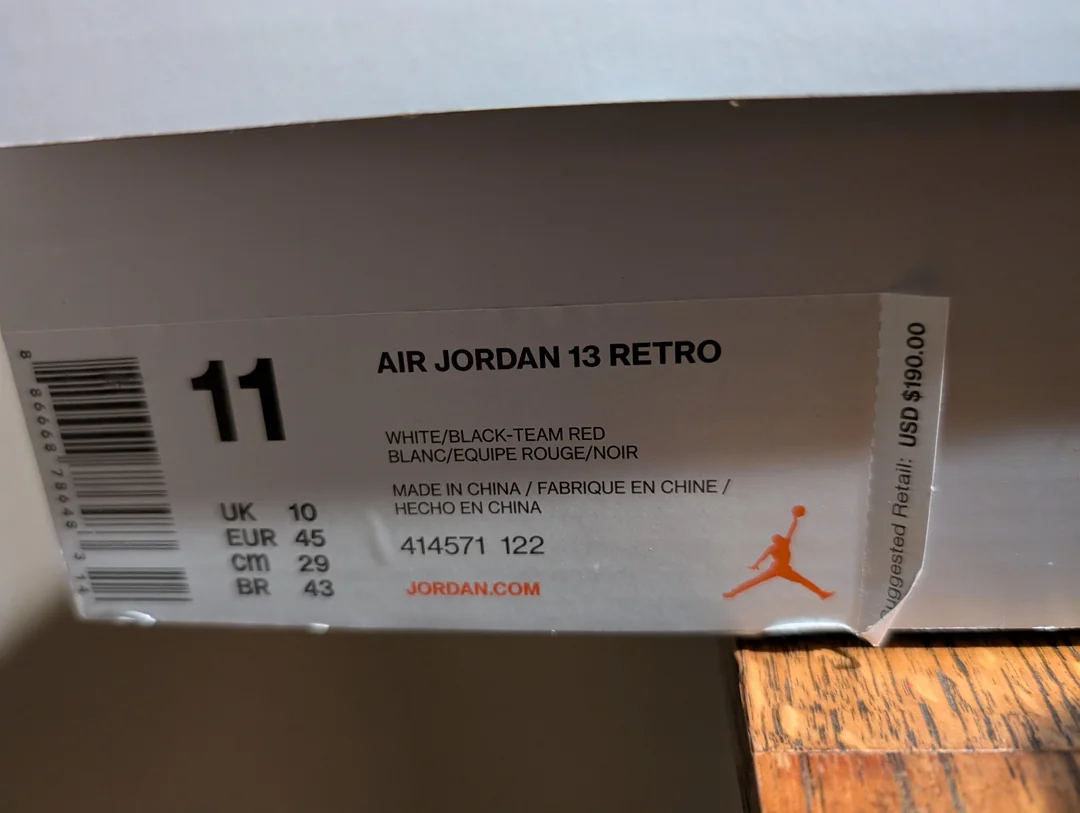 11
AIR JORDAN 13 RETRO
WHITE/BLACK-TEAM RED
BLANC/EQUIPE ROUGE/NOIR
MADE IN CHINA / FABRIQUE EN CHINE /
HECHO EN CHINA
414571 122
JORDAN.COM
UK 10
EUR 45
cm 29
BR 43
uggested Retail: USD $190.00